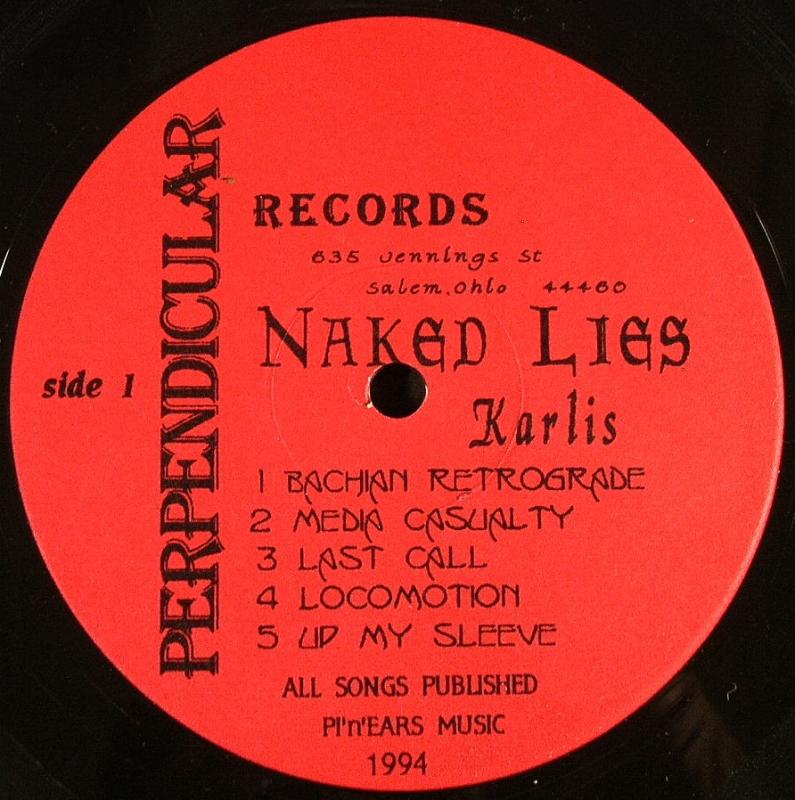 PERPENDICULAR
RECORDS
635 Jennings St
Salem, Ohio 44460
NAKED LIES
Karlis
side 1
1 BACHIAN RETROGRADE
2 MEDIA CASUALTY
3 LAST CALL
4 LOCOMOTION
5 UP MY SLEEVE
ALL SONGS PUBLISHED
PI'n'EARS MUSIC
1994